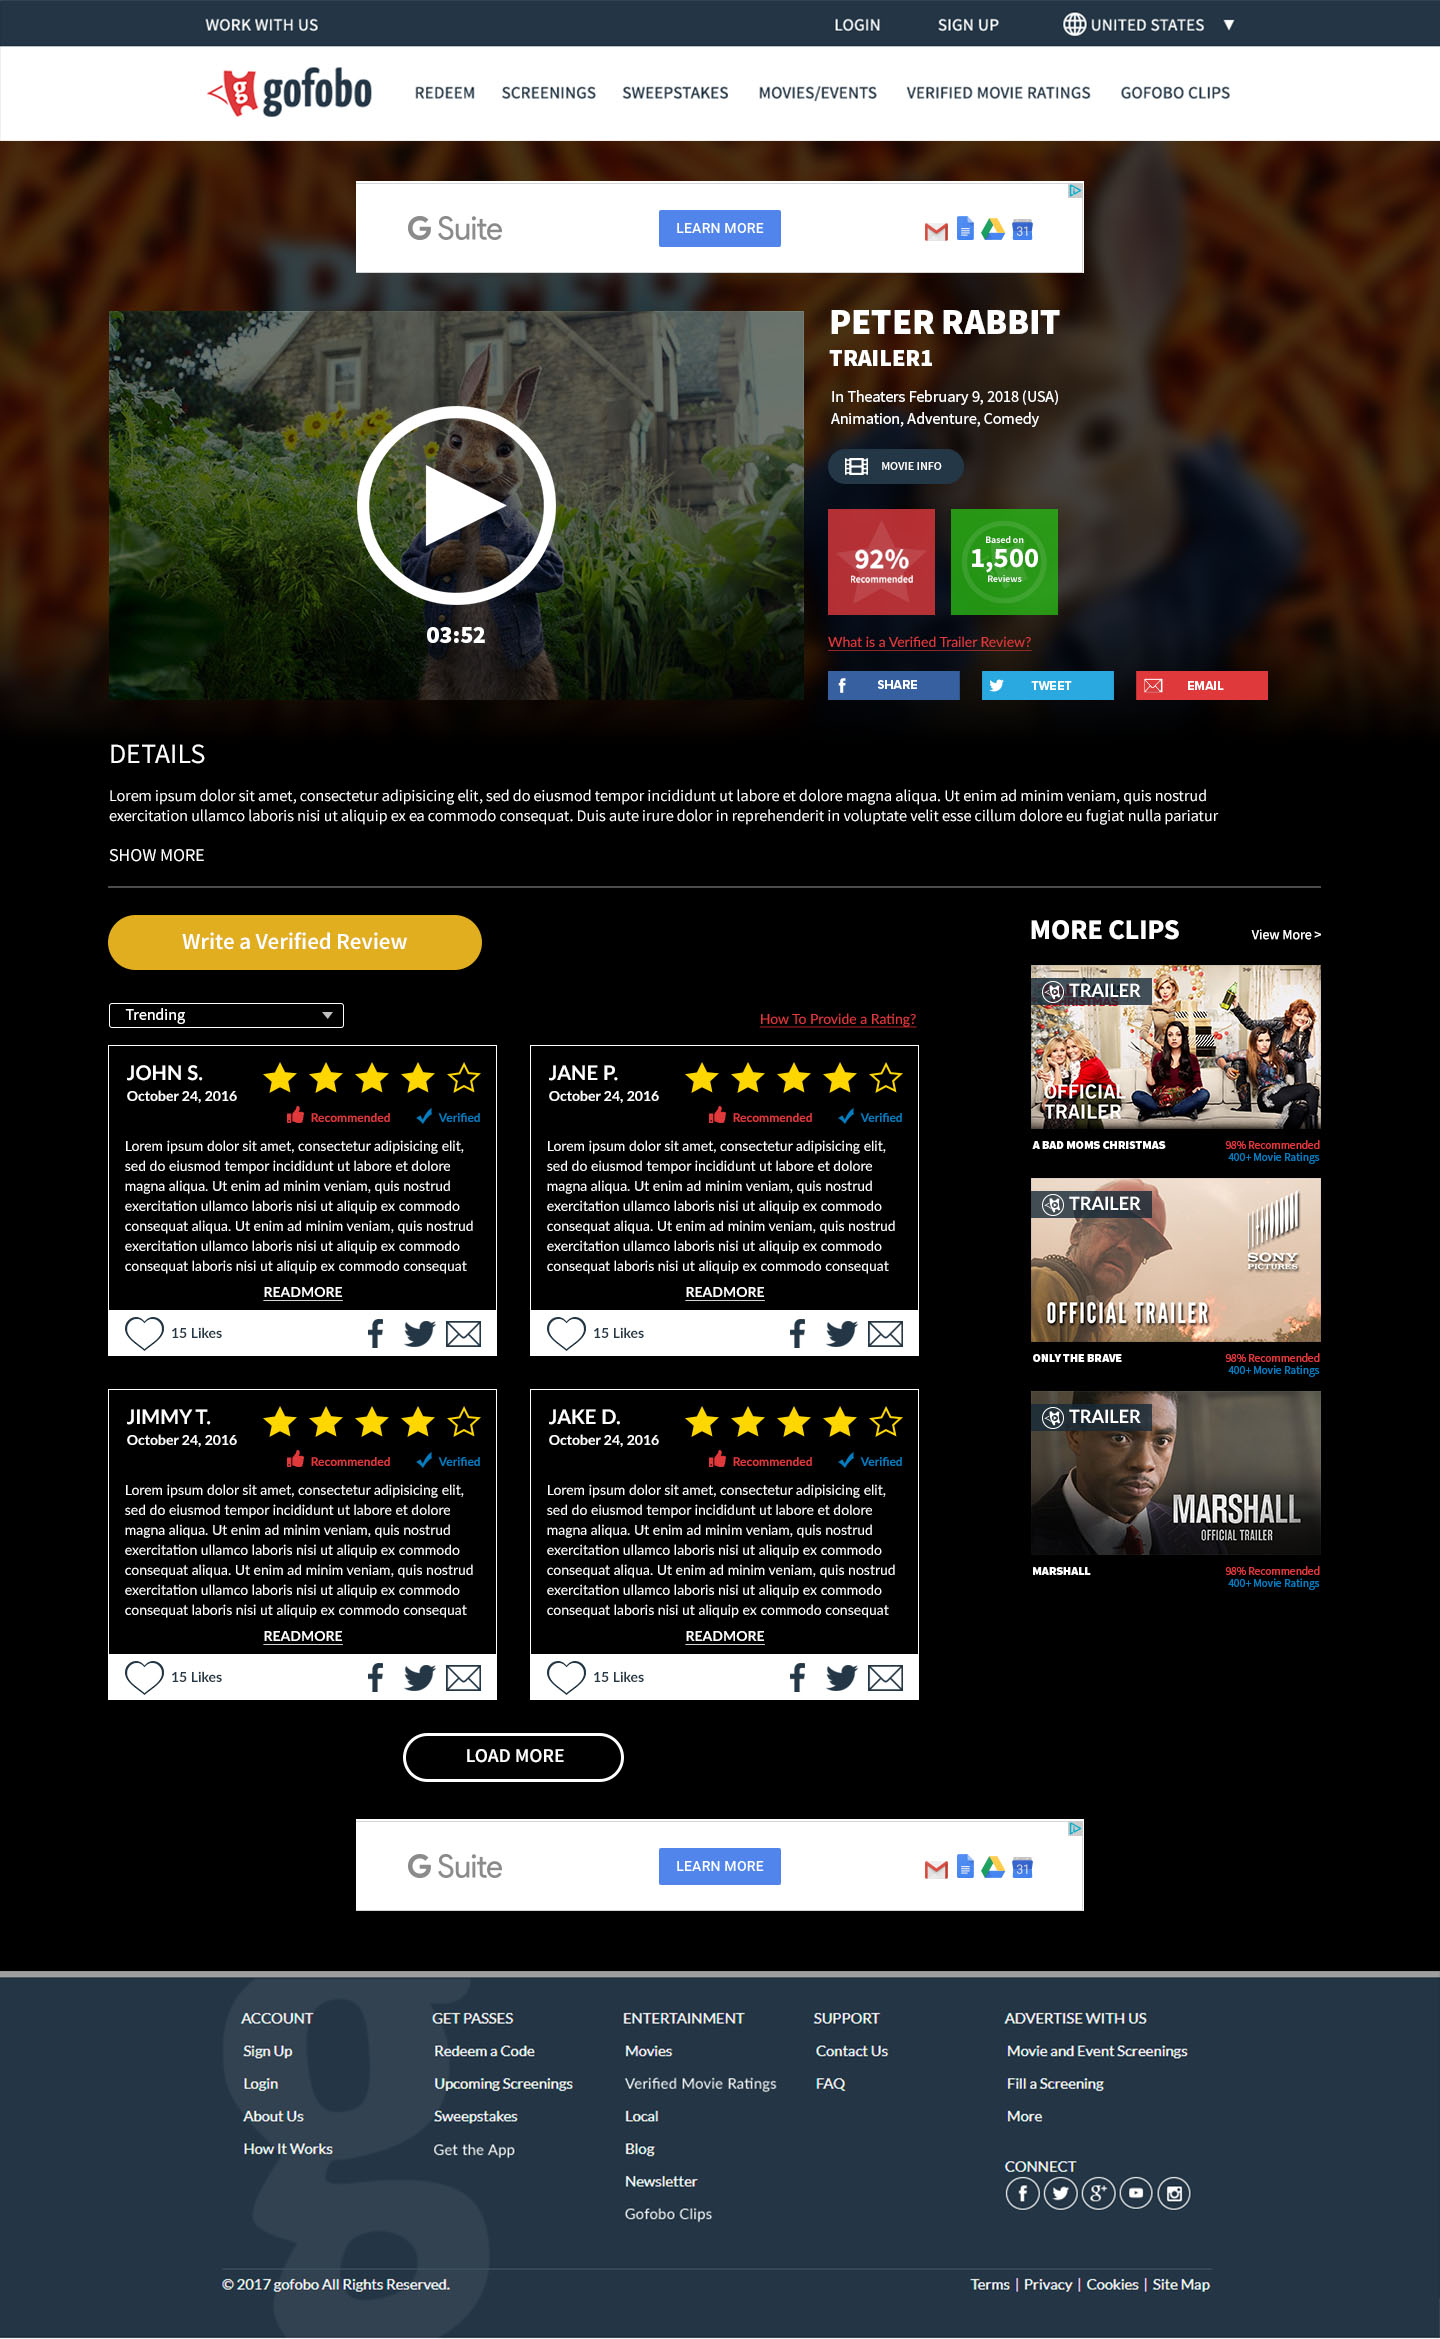 WORK WITH US
LOGIN
SIGN UP
UNITED STATES
gofobo
REDEEM
SCREENINGS
SWEEPSTAKES
MOVIES/EVENTS
VERIFIED MOVIE RATINGS
GOFOBO CLIPS
G Suite
LEARN MORE
31
PETER
03:52
PETER RABBIT
TRAILER1
In Theaters February 9, 2018 (USA)
Animation, Adventure, Comedy
MOVIE INFO
92%
Recommended
Based on
1,500
Reviews
What is a Verified Trailer Review?
SHARE
TWEET
EMAIL
DETAILS
Lorem ipsum dolor sit amet, consectetur adipisicing elit, sed do eiusmod tempor incididunt ut labore et dolore magna aliqua. Ut enim ad minim veniam, quis nostrud
exercitation ullamco laboris nisi ut aliquip ex ea commodo consequat. Duis aute irure dolor in reprehenderit in voluptate velit esse cillum dolore eu fugiat nulla pariatur
SHOW MORE
Write a Verified Review
Trending
How To Provide a Rating?
JOHN S.
October 24, 2016
Recommended
Verified
Lorem ipsum dolor sit amet, consectetur adipisicing elit,
sed do eiusmod tempor incididunt ut labore et dolore
magna aliqua. Ut enim ad minim veniam, quis nostrud
exercitation ullamco laboris nisi ut aliquip ex commodo
consequat aliqua. Ut enim ad minim veniam, quis nostrud
exercitation ullamco laboris nisi ut aliquip ex commodo
consequat laboris nisi ut aliquip ex commodo consequat
READMORE
15 Likes
JANE P.
October 24, 2016
Recommended
Verified
Lorem ipsum dolor sit amet, consectetur adipisicing elit,
sed do eiusmod tempor incididunt ut labore et dolore
magna aliqua. Ut enim ad minim veniam, quis nostrud
exercitation ullamco laboris nisi ut aliquip ex commodo
consequat aliqua. Ut enim ad minim veniam, quis nostrud
exercitation ullamco laboris nisi ut aliquip ex commodo
consequat laboris nisi ut aliquip ex commodo consequat
READMORE
15 Likes
JIMMY T.
October 24, 2016
Recommended
Verified
Lorem ipsum dolor sit amet, consectetur adipisicing elit,
sed do eiusmod tempor incididunt ut labore et dolore
magna aliqua. Ut enim ad minim veniam, quis nostrud
exercitation ullamco laboris nisi ut aliquip ex commodo
consequat aliqua. Ut enim ad minim veniam, quis nostrud
exercitation ullamco laboris nisi ut aliquip ex commodo
consequat laboris nisi ut aliquip ex commodo consequat
READMORE
15 Likes
JAKE D.
October 24, 2016
Recommended
Verified
Lorem ipsum dolor sit amet, consectetur adipisicing elit,
sed do eiusmod tempor incididunt ut labore et dolore
magna aliqua. Ut enim ad minim veniam, quis nostrud
exercitation ullamco laboris nisi ut aliquip ex commodo
consequat aliqua. Ut enim ad minim veniam, quis nostrud
exercitation ullamco laboris nisi ut aliquip ex commodo
consequat laboris nisi ut aliquip ex commodo consequat
READMORE
15 Likes
LOAD MORE
MORE CLIPS
View More >
TRAILER
CHRISTMAS
OFFICIAL
TRAILER
A BAD MOMS CHRISTMAS
98% Recommended
400+ Movie Ratings
TRAILER
SONY
PICTURES
OFFICIAL TRAILER
ONLY THE BRAVE
98% Recommended
400+ Movie Ratings
TRAILER
MARSHALL
OFFICIAL TRAILER
MARSHALL
98% Recommended
400+ Movie Ratings
G Suite
LEARN MORE
31
ACCOUNT
Sign Up
Login
About Us
How It Works
GET PASSES
Redeem a Code
Upcoming Screenings
Sweepstakes
Get the App
ENTERTAINMENT
Movies
Verified Movie Ratings
Local
Blog
Newsletter
Gofobo Clips
SUPPORT
Contact Us
FAQ
ADVERTISE WITH US
Movie and Event Screenings
Fill a Screening
More
CONNECT
© 2017 gofobo All Rights Reserved.
Terms | Privacy | Cookies | Site Map